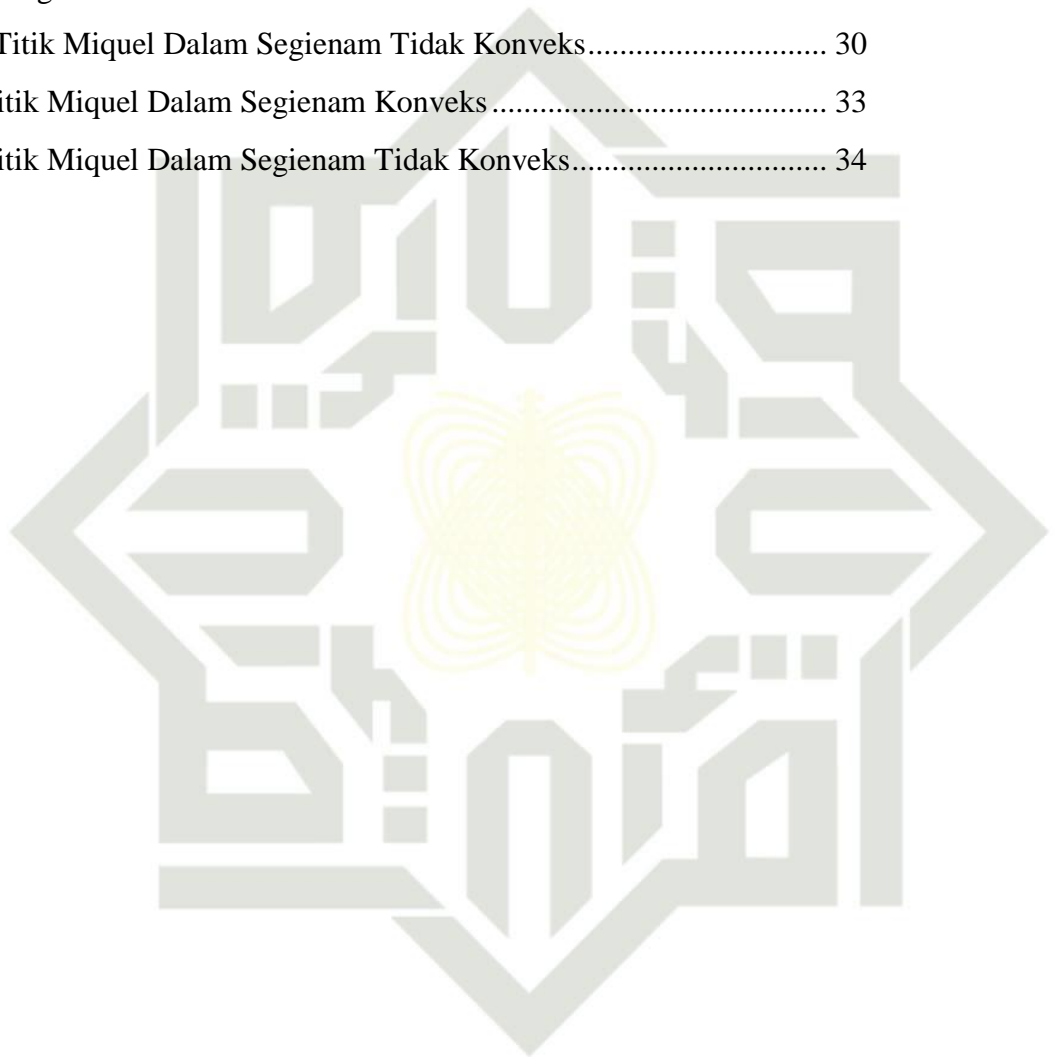 Titik Miquel Dalam Segienam Tidak Konveks.............................. 30
itik Miquel Dalam Segienam Konveks.......................................... 33
itik Miquel Dalam Segienam Tidak Konveks................................ 34